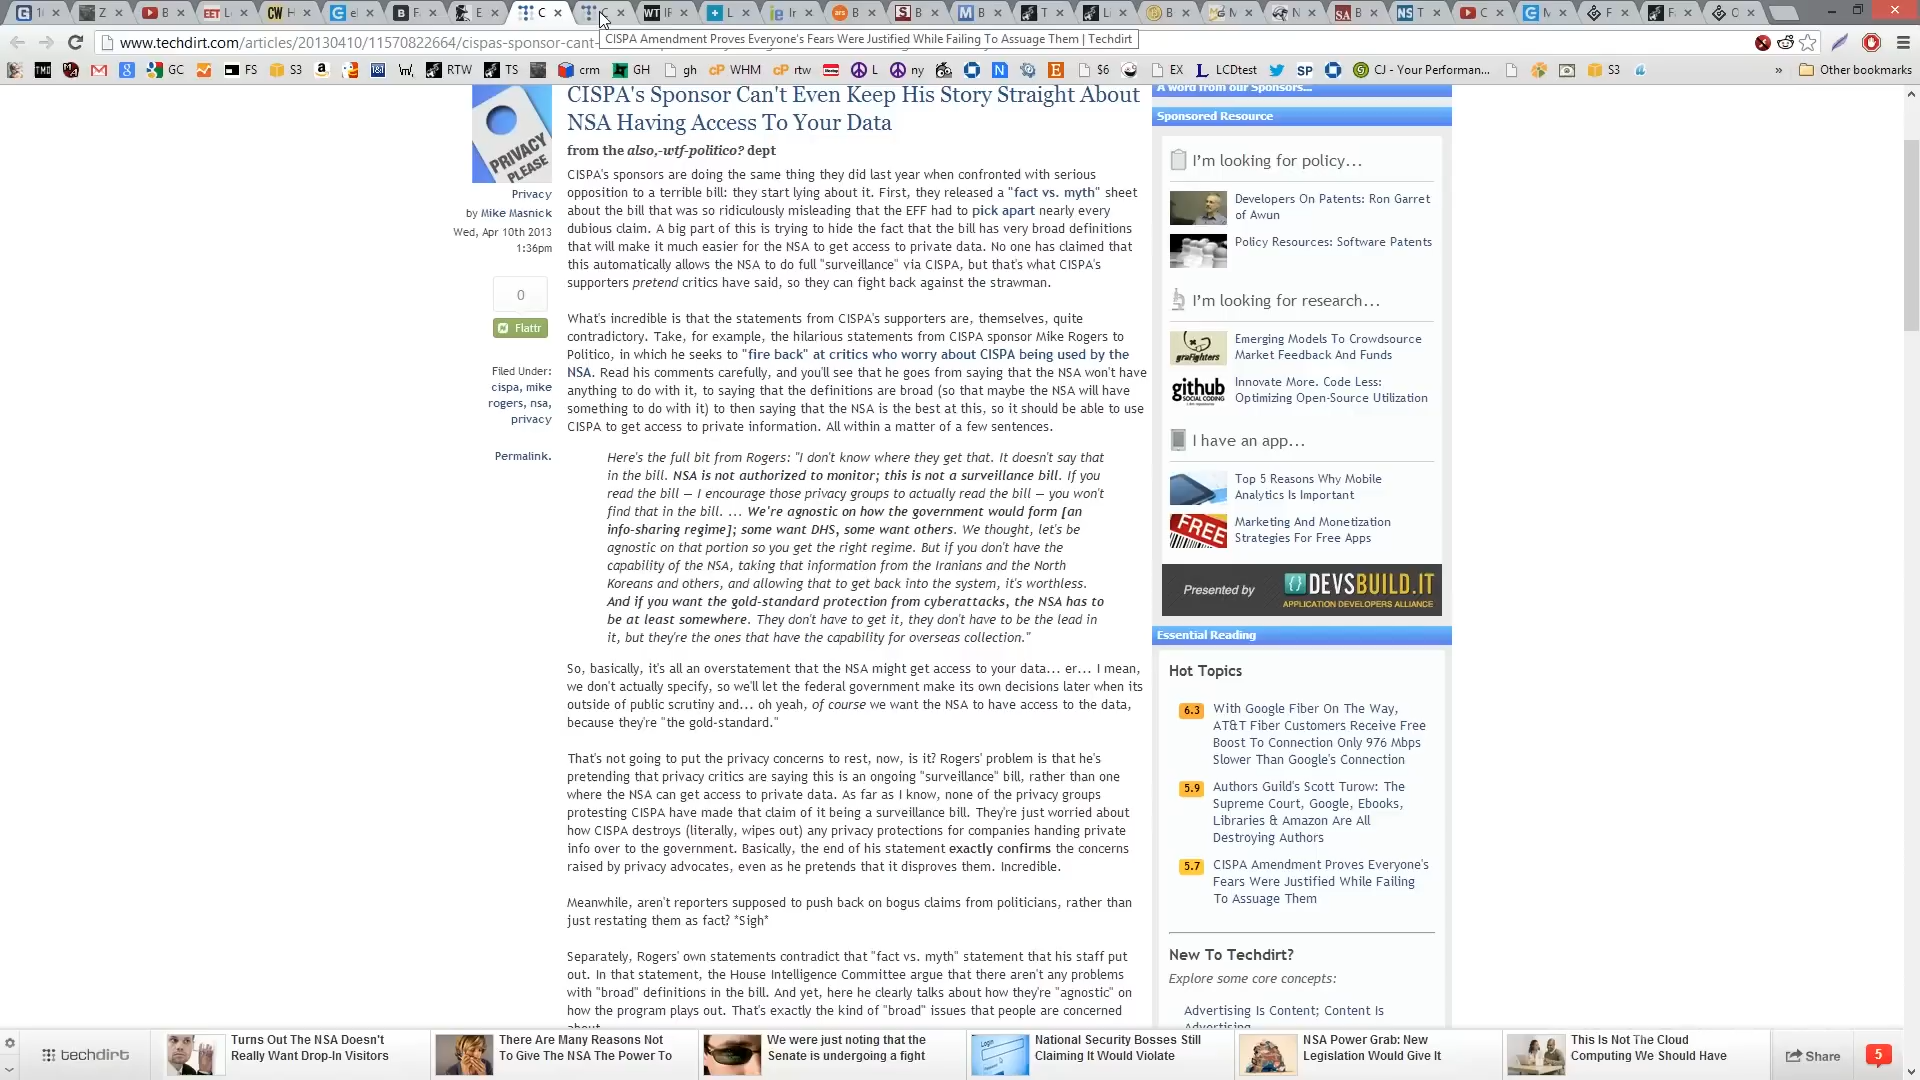 www.techdirt.com/articles/20130410/11570822664/cispas-sponsor-cant-
CISPA Amendment Proves Everyone's Fears Were Justified While Failing To Assuage Them | Techdirt
GC
FS
S3
RTW
TS
crm
GH
gh
WHM
rtw
L
ny
S6
EX
LCDtest
SP
CJ - Your Performan...
S3
»
Other bookmarks
CISPA's Sponsor Can't Even Keep His Story Straight About
NSA Having Access To Your Data
from the also,-wtf-politico? dept
PRIVACY
PLEASE
Privacy
by Mike Masnick
Wed, Apr 10th 2013
1:36pm
0
Flattr
Filed Under:
cispa, mike
rogers, nsa,
privacy
Permalink.
CISPA's sponsors are doing the same thing they did last year when confronted with serious
opposition to a terrible bill: they start lying about it. First, they released a "fact vs. myth" sheet
about the bill that was so ridiculously misleading that the EFF had to pick apart nearly every
dubious claim. A big part of this is trying to hide the fact that the bill has very broad definitions
that will make it much easier for the NSA to get access to private data. No one has claimed that
this automatically allows the NSA to do full "surveillance" via CISPA, but that's what CISPA's
supporters pretend critics have said, so they can fight back against the strawman.
What's incredible is that the statements from CISPA's supporters are, themselves, quite
contradictory. Take, for example, the hilarious statements from CISPA sponsor Mike Rogers to
Politico, in which he seeks to "fire back" at critics who worry about CISPA being used by the
NSA. Read his comments carefully, and you'll see that he goes from saying that the NSA won't have
anything to do with it, to saying that the definitions are broad (so that maybe the NSA will have
something to do with it) to then saying that the NSA is the best at this, so it should be able to use
CISPA to get access to private information. All within a matter of a few sentences.
Here's the full bit from Rogers: "I don't know where they get that. It doesn't say that
in the bill. NSA is not authorized to monitor; this is not a surveillance bill. If you
read the bill — I encourage those privacy groups to actually read the bill — you won't
find that in the bill. ... We're agnostic on how the government would form [an
info-sharing regime]; some want DHS, some want others. We thought, let's be
agnostic on that portion so you get the right regime. But if you don't have the
capability of the NSA, taking that information from the Iranians and the North
Koreans and others, and allowing that to get back into the system, it's worthless.
And if you want the gold-standard protection from cyberattacks, the NSA has to
be at least somewhere. They don't have to get it, they don't have to be the lead in
it, but they're the ones that have the capability for overseas collection."
So, basically, it's all an overstatement that the NSA might get access to your data... er... I mean,
we don't actually specify, so we'll let the federal government make its own decisions later when its
outside of public scrutiny and... oh yeah, of course we want the NSA to have access to the data,
because they're "the gold-standard."
That's not going to put the privacy concerns to rest, now, is it? Rogers' problem is that he's
pretending that privacy critics are saying this is an ongoing "surveillance" bill, rather than one
where the NSA can get access to private data. As far as I know, none of the privacy groups
protesting CISPA have made that claim of it being a surveillance bill. They're just worried about
how CISPA destroys (literally, wipes out) any privacy protections for companies handing private
info over to the government. Basically, the end of his statement exactly confirms the concerns
raised by privacy advocates, even as he pretends that it disproves them. Incredible.
Meanwhile, aren't reporters supposed to push back on bogus claims from politicians, rather than
just restating them as fact? *Sigh*
Separately, Rogers' own statements contradict that "fact vs. myth" statement that his staff put
out. In that statement, the House Intelligence Committee argue that there aren't any problems
with "broad" definitions in the bill. And yet, here he clearly talks about how they're "agnostic" on
how the program plays out. That's exactly the kind of "broad" issues that people are concerned
about
A word from our Sponsors...
Sponsored Resource
I'm looking for policy...
Developers On Patents: Ron Garret
of Awun
Policy Resources: Software Patents
I'm looking for research...
Emerging Models To Crowdsource
Market Feedback And Funds
Innovate More. Code Less:
Optimizing Open-Source Utilization
I have an app...
Top 5 Reasons Why Mobile
Analytics Is Important
Marketing And Monetization
Strategies For Free Apps
Presented by
DEVSBUILD.IT
APPLICATION DEVELOPERS ALLIANCE
Essential Reading
Hot Topics
6.3 With Google Fiber On The Way,
AT&T Fiber Customers Receive Free
Boost To Connection Only 976 Mbps
Slower Than Google's Connection
5.9 Authors Guild's Scott Turow: The
Supreme Court, Google, Ebooks,
Libraries & Amazon Are All
Destroying Authors
5.7 CISPA Amendment Proves Everyone's
Fears Were Justified While Failing
To Assuage Them
New To Techdirt?
Explore some core concepts:
Advertising Is Content; Content Is
Advertising
techdirt
Turns Out The NSA Doesn't
Really Want Drop-In Visitors
There Are Many Reasons Not
To Give The NSA The Power To
We were just noting that the
Senate is undergoing a fight
National Security Bosses Still
Claiming It Would Violate
NSA Power Grab: New
Legislation Would Give It
This Is Not The Cloud
Computing We Should Have
Share
5